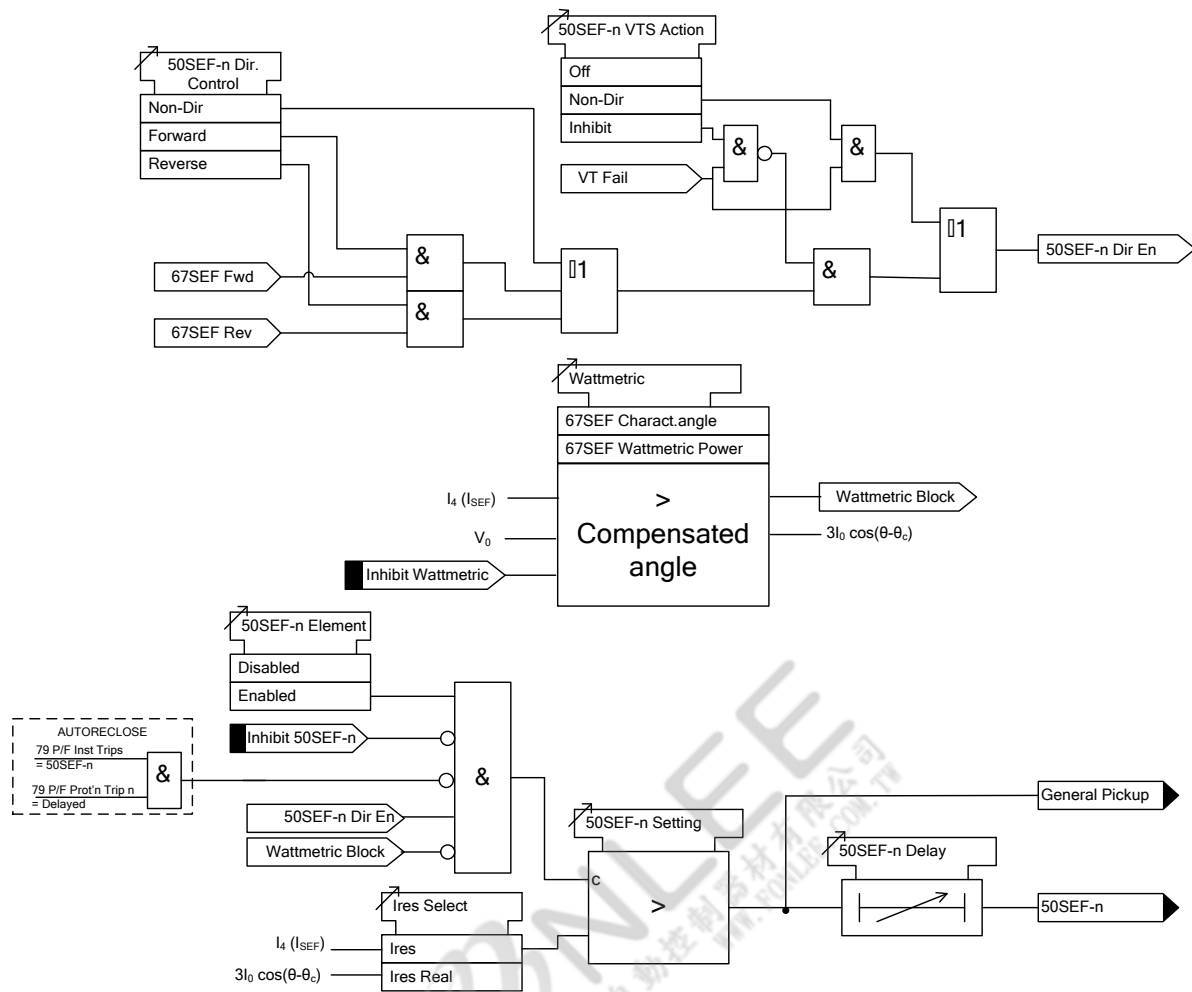 50SEF-n VTS Action
Off
Non-Dir
Inhibit
VT Fail
&
&
50SEF-n Dir.
Control
Non-Dir
Forward
Reverse
67SEF Fwd
67SEF Rev
&
&
▯1
&
▯1
50SEF-n Dir En
Wattmetric
67SEF Charact.angle
67SEF Wattmetric Power
I4 (ISEF)
V0
Inhibit Wattmetric
>
Compensated
angle
Wattmetric Block
3I0 cos(θ-θc)
50SEF-n Element
Disabled
Enabled
Inhibit 50SEF-n
AUTORECLOSE
79 P/F Inst Trips
= 50SEF-n
79 P/F Prot'n Trip n
= Delayed
&
50SEF-n Dir En
Wattmetric Block
&
Ires Select
I4 (ISEF)
Ires
3I0 cos(θ-θc)
Ires Real
50SEF-n Setting
c
>
General Pickup
50SEF-n Delay
50SEF-n
WWW.FONLEE.COM.TW